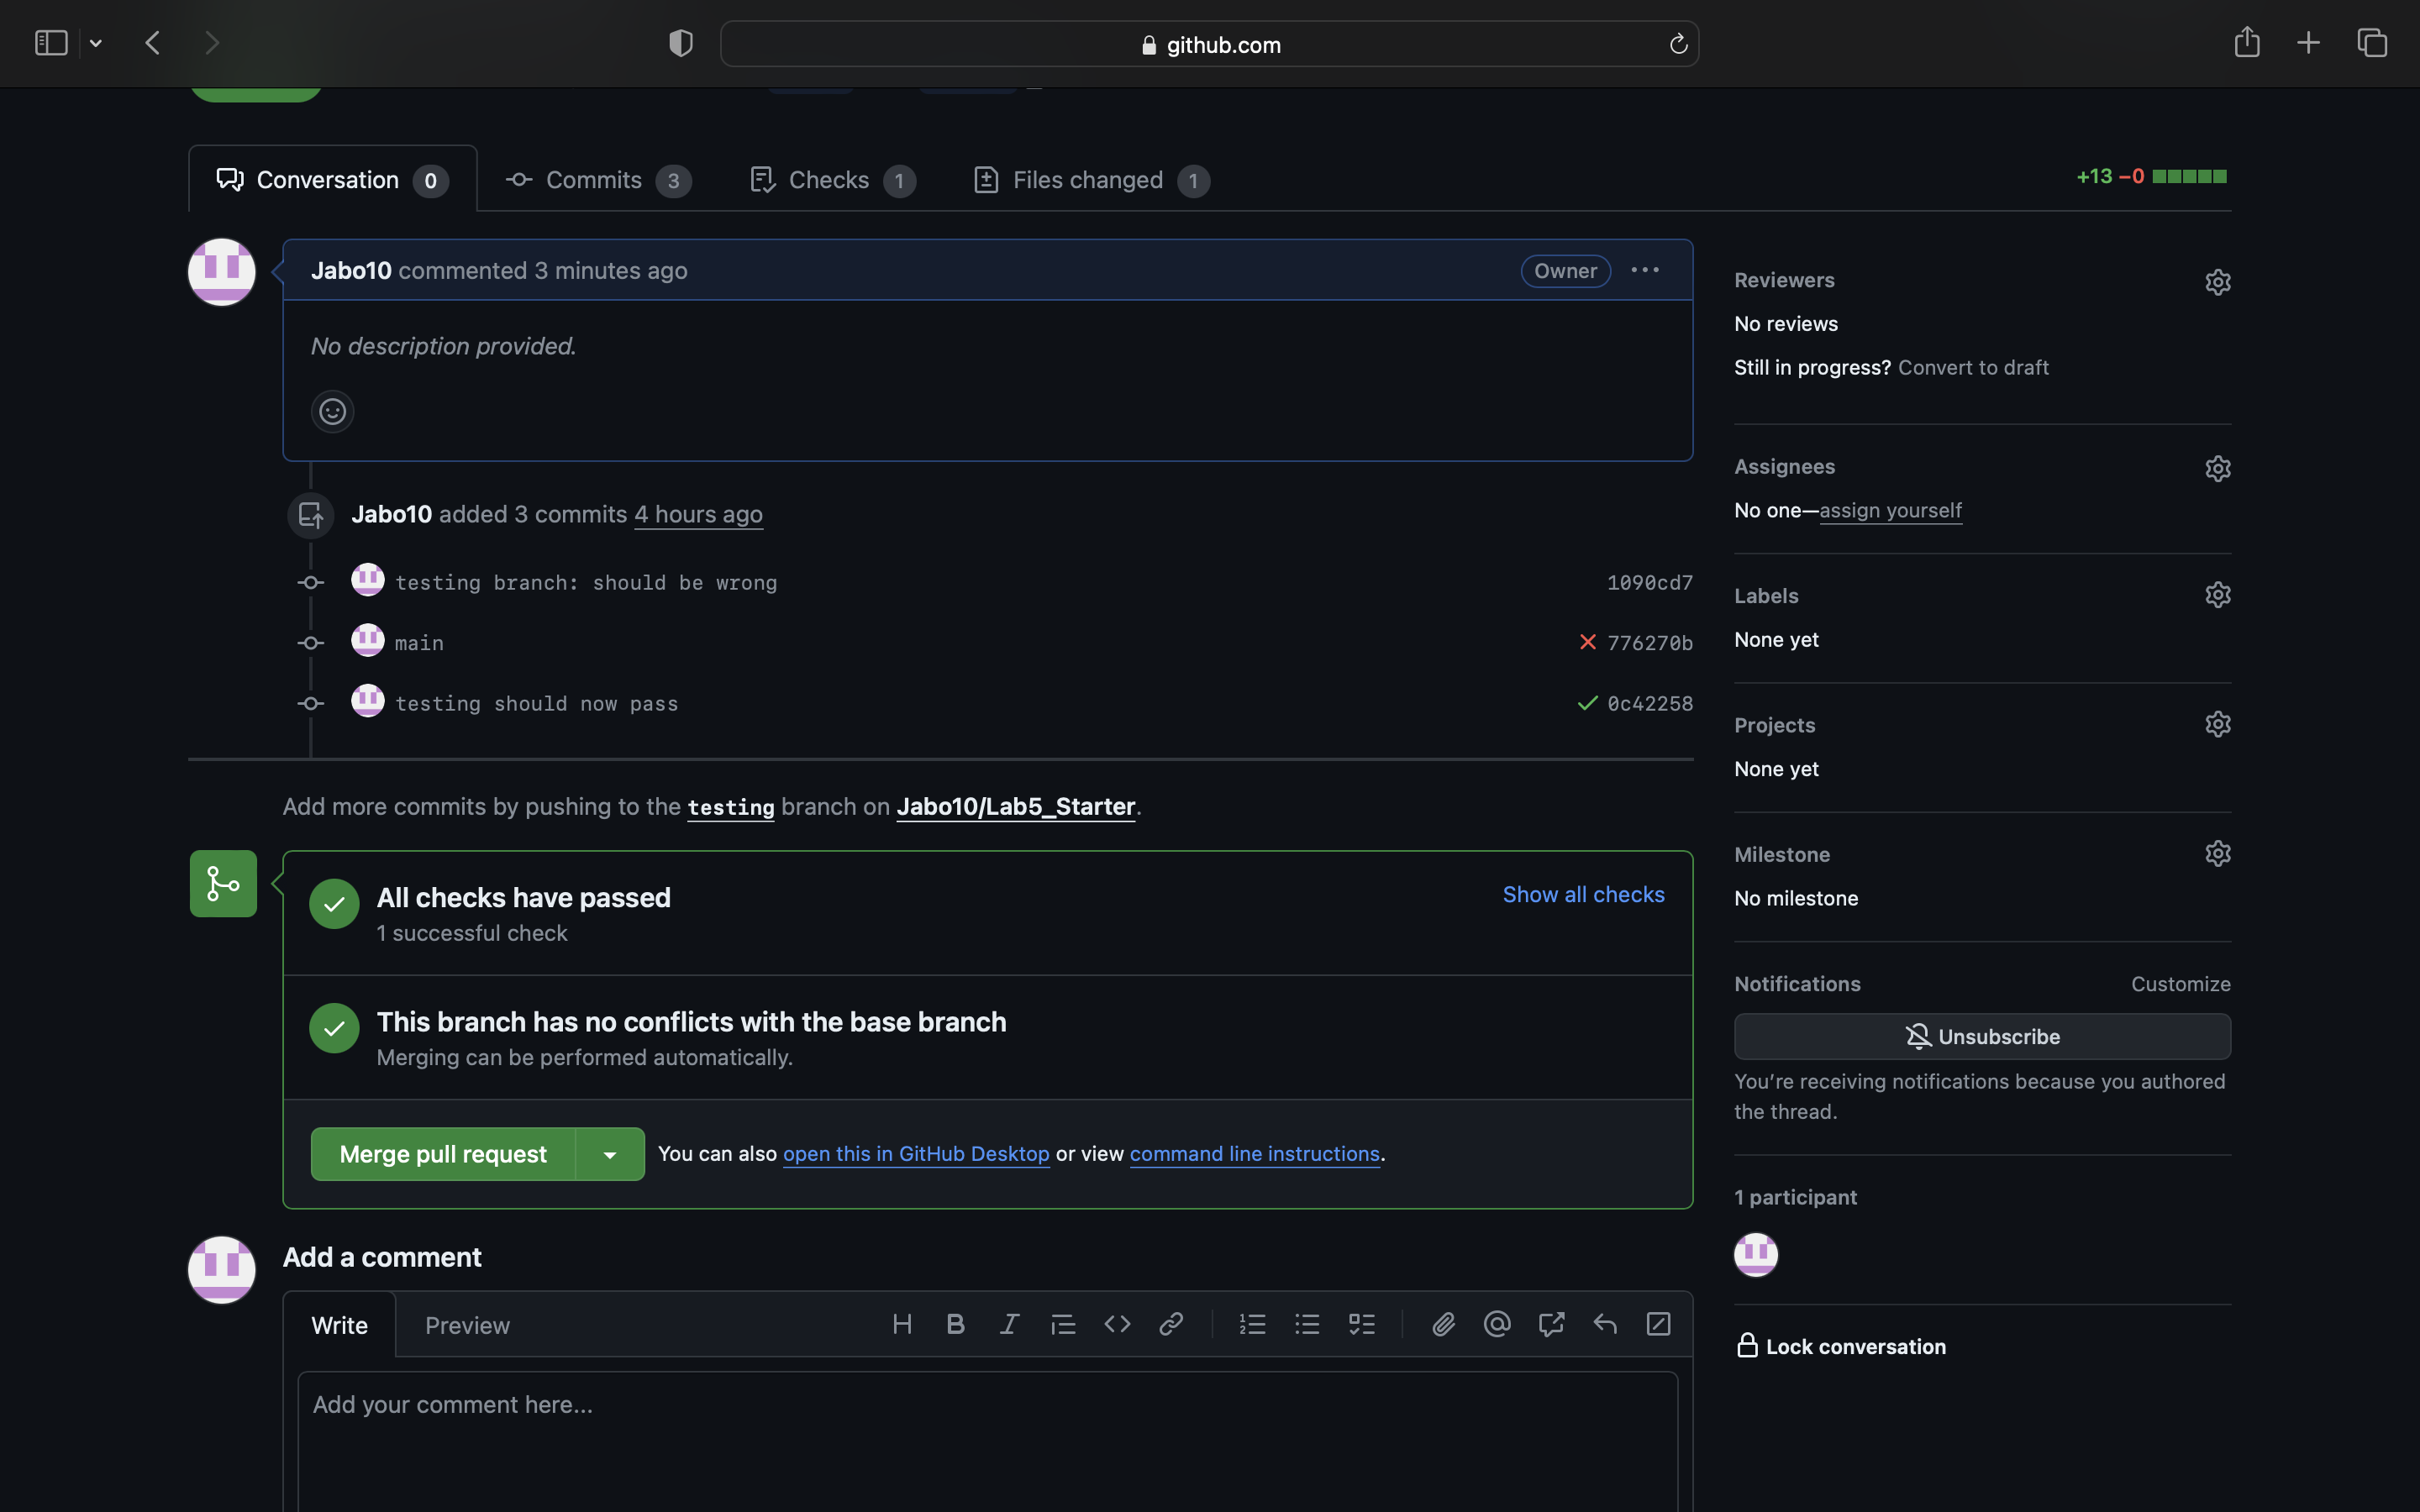 github.com
Conversation 0
Commits 3
Checks 1
Files changed 1
+13 −0
Jabo10 commented 3 minutes ago
Owner
No description provided.
Jabo10 added 3 commits 4 hours ago
testing branch: should be wrong
1090cd7
main
776270b
testing should now pass
0c42258
Add more commits by pushing to the testing branch on Jabo10/Lab5_Starter.
All checks have passed
1 successful check
Show all checks
This branch has no conflicts with the base branch
Merging can be performed automatically.
Merge pull request
You can also open this in GitHub Desktop or view command line instructions.
Add a comment
Write
Preview
Add your comment here...
Reviewers
No reviews
Still in progress? Convert to draft
Assignees
No one—assign yourself
Labels
None yet
Projects
None yet
Milestone
No milestone
Notifications
Customize
Unsubscribe
You're receiving notifications because you authored
the thread.
1 participant
Lock conversation